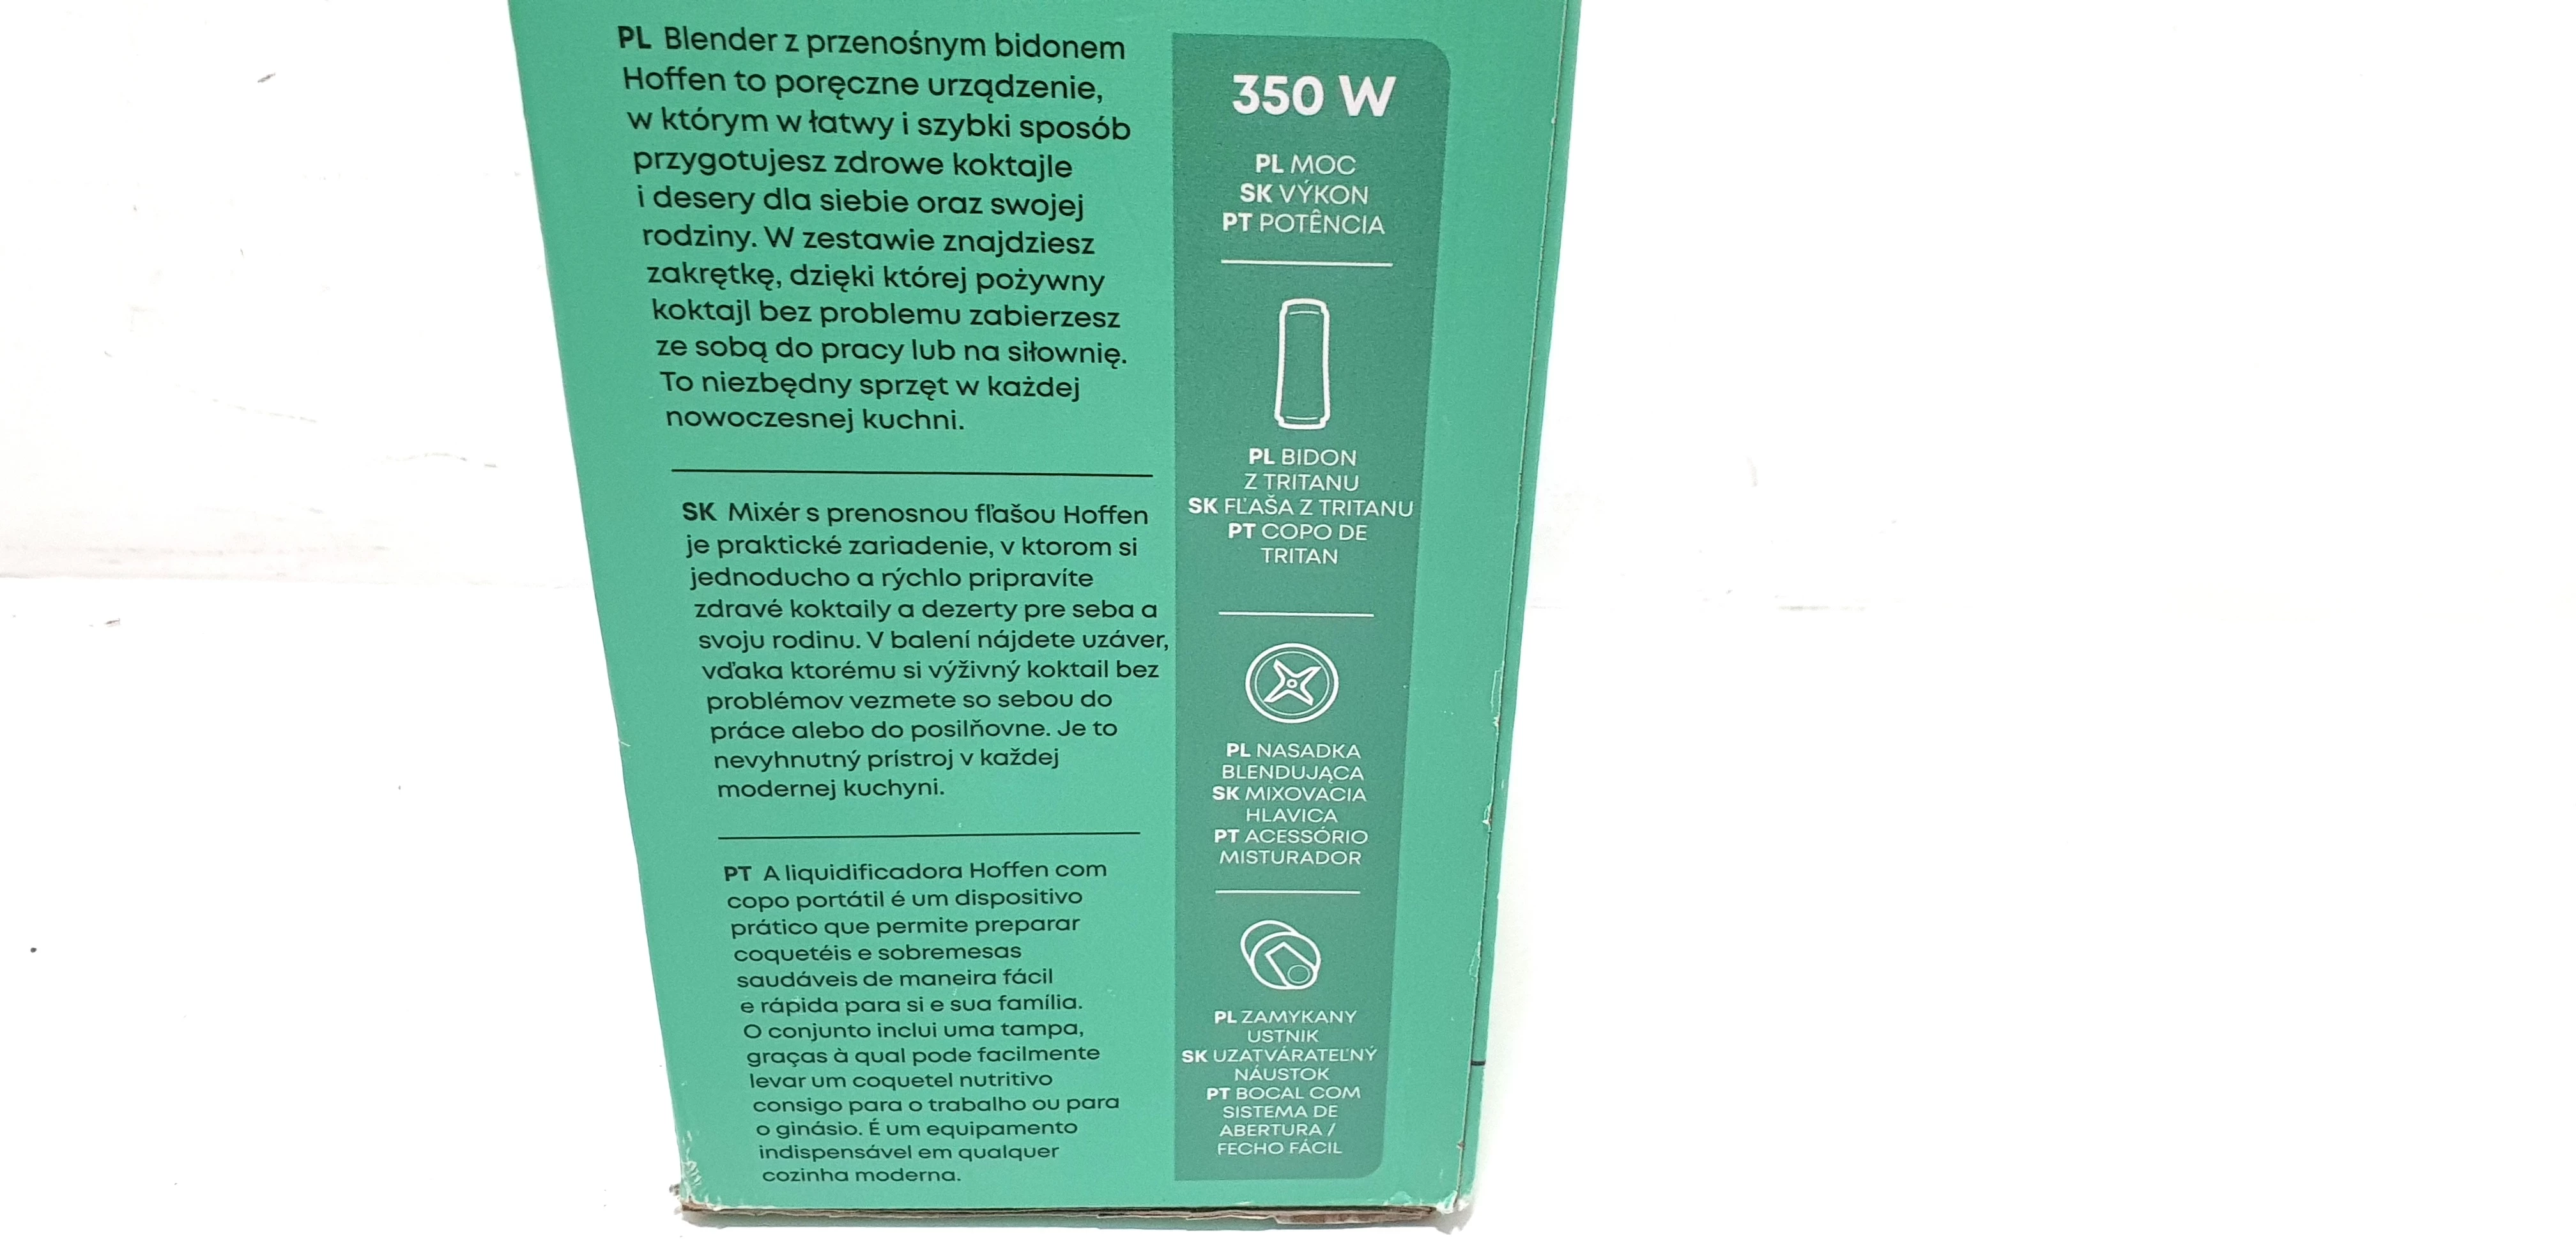 PL Blender z przenośnym bidonem
Hoffen to poręczne urządzenie,
w którym w łatwy i szybki sposób
przygotujesz zdrowe koktajle
i desery dla siebie oraz swojej
rodziny. W zestawie znajdziesz
zakrętkę, dzięki której pożywny
koktajl bez problemu zabierzesz
ze sobą do pracy lub na siłownię.
To niezbędny sprzęt w każdej
nowoczesnej kuchni.
SK Mixér s prenosnou fľašou Hoffen
je praktické zariadenie, v ktorom si
jednoducho a rýchlo pripravíte
zdravé koktaily a dezerty pre seba a
svoju rodinu. V balení nájdete uzáver,
vďaka ktorému si výživný koktail bez
problémov vezmete so sebou do
práce alebo do posilňovne. Je to
nevyhnutný prístroj v každej
modernej kuchyni.
PT A liquidificadora Hoffen com
copo portátil é um dispositivo
prático que permite preparar
coquetéis e sobremesas
saudáveis de maneira fácil
e rápida para si e sua família.
O conjunto inclui uma tampa,
graças à qual pode facilmente
levar um coquetel nutritivo
consigo para o trabalho ou para
o ginásio. É um equipamento
indispensável em qualquer
cozinha moderna.
350 W
PL MOC
SK VÝKON
PT POTÊNCIA
PL BIDON
Z TRITANU
SK FĽAŠA Z TRITANU
PT COPO DE
TRITAN
PL NASADKA
BLENDUJĄCA
SK MIXOVACIA
HLAVICA
PT ACESSÓRIO
MISTURADOR
PL ZAMYKANY
USTNIK
SK UZATVÁRATEĽNÝ
NÁUSTOK
PT BOCAL COM
SISTEMA DE
ABERTURA /
FECHO FÁCIL